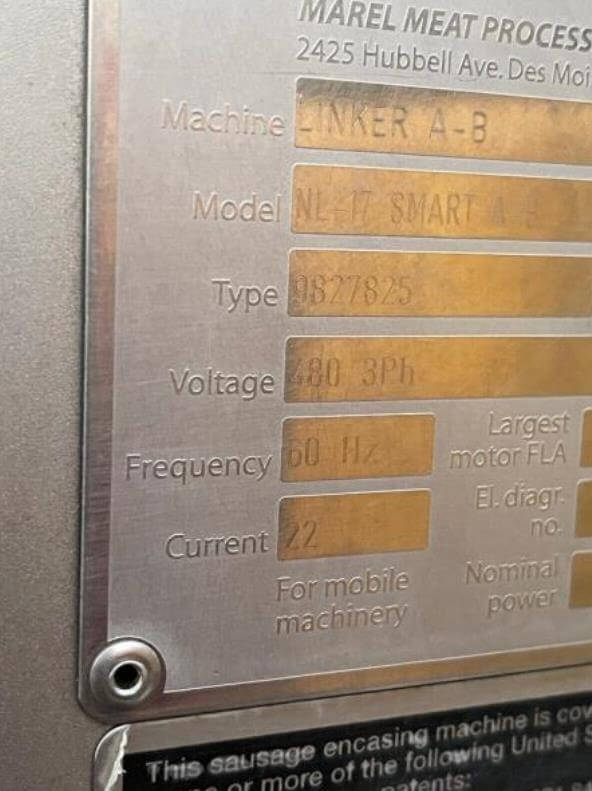 MAREL MEAT PROCESS
2425 Hubbell Ave. Des Moi
Machine LINKER A-B
Model NL-17 SMART A-B
Type 9827825
Voltage 480 3Ph
Frequency 60 Hz
Largest motor FLA
Current 22
El. diagr. no.
For mobile machinery
Nominal power
This sausage encasing machine is cov
or more of the following United S
patents: